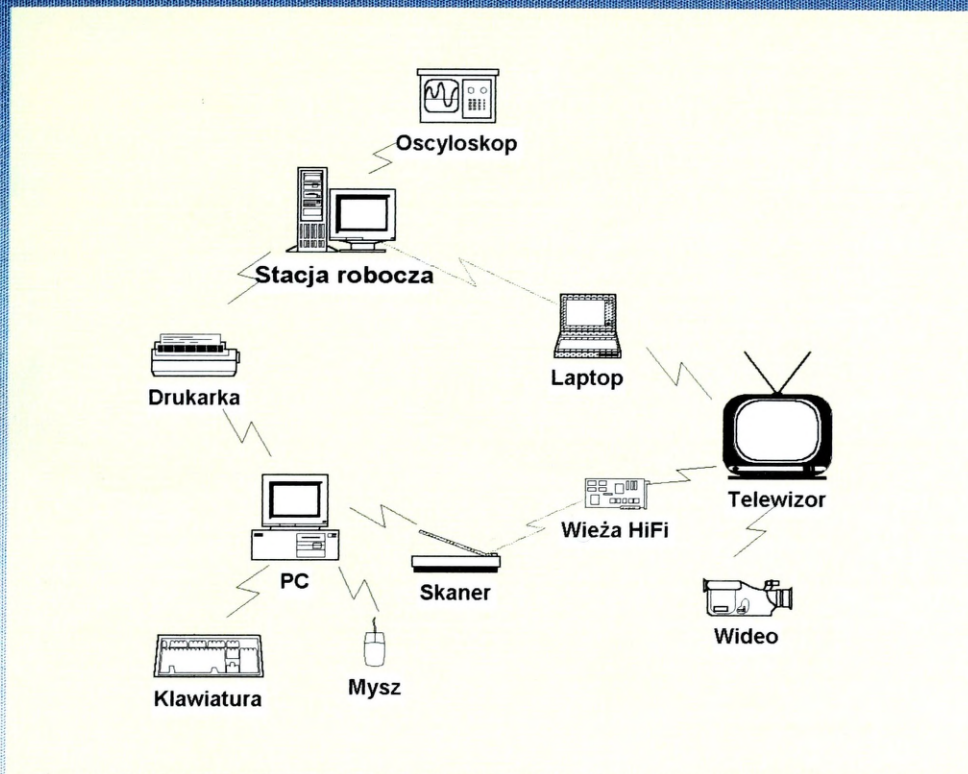 Oscyloskop
Stacja robocza
Laptop
Drukarka
Telewizor
Wieża HiFi
PC
Skaner
Wideo
Mysz
Klawiatura